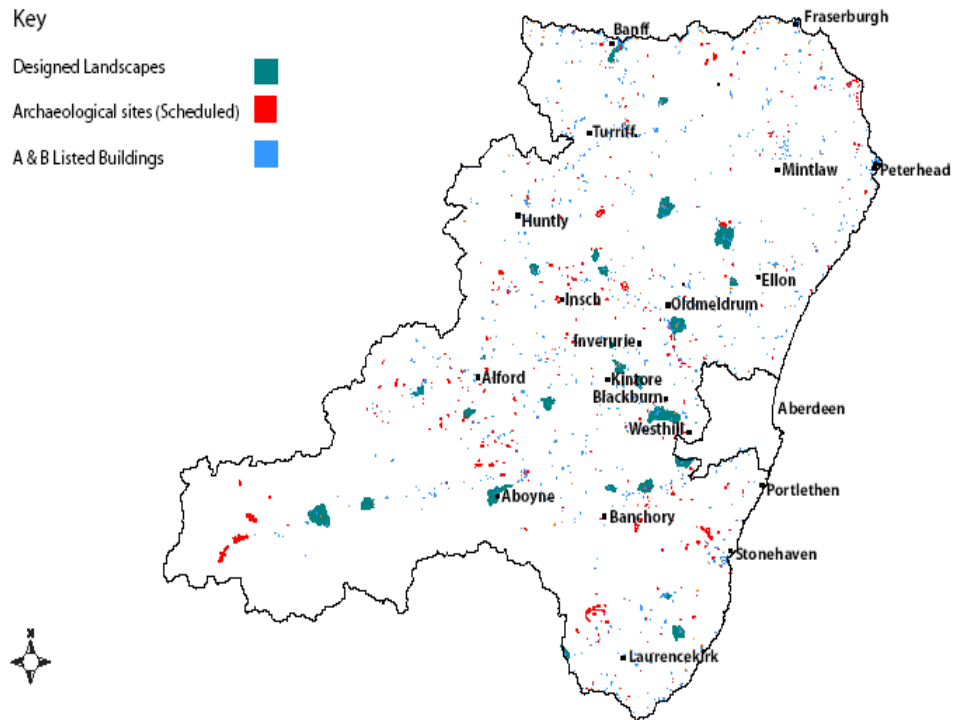 Key
Designed Landscapes
Archaeological sites (Scheduled)
A & B Listed Buildings
Fraserburgh
Banff
Turriff
Mintlaw
Peterhead
Huntly
Ellon
Insch
Oldmeldrum
Inverurie
Alford
Kintore
Blackburn
Aberdeen
Westhill
Portlethen
Aboyne
Banchory
Stonehaven
Laurencekirk